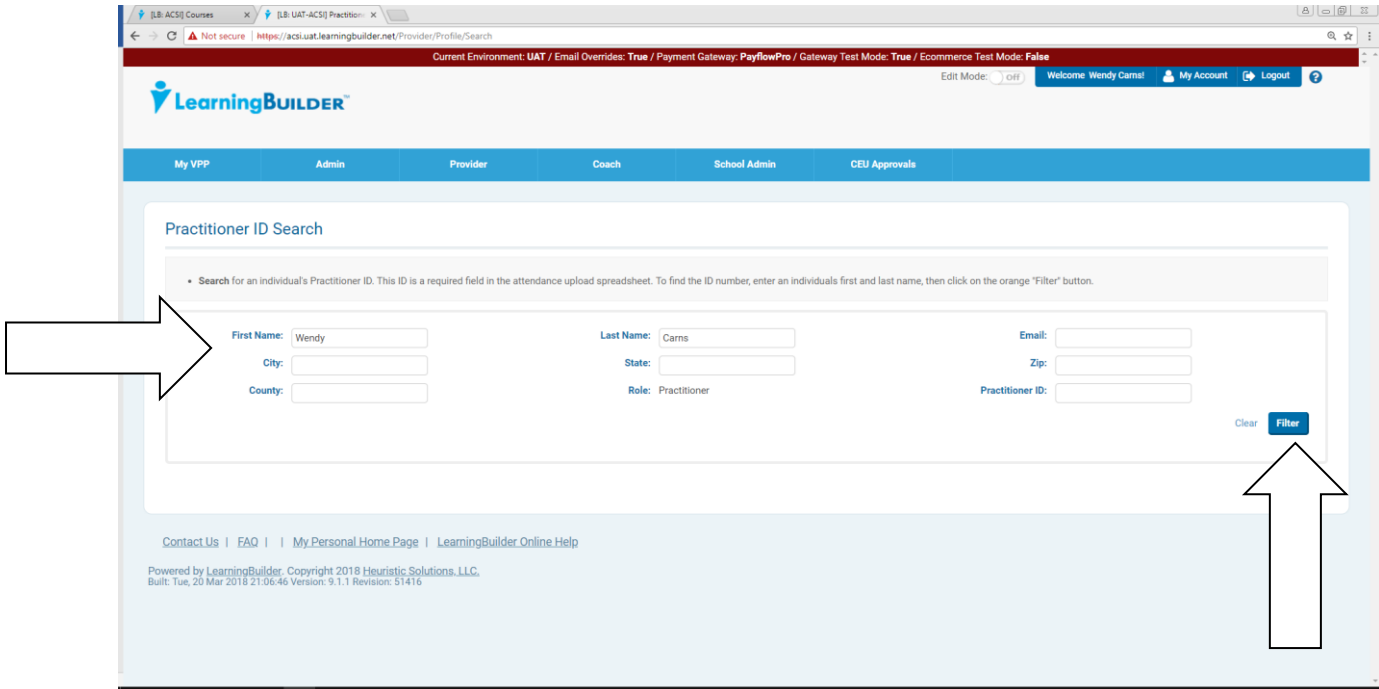 [LB: ACSI] Courses
[LB: UAT-ACSI] Practition
Not secure | https://acsi.uat.learningbuilder.net/Provider/Profile/Search
Current Environment: UAT / Email Overrides: True / Payment Gateway: PayflowPro / Gateway Test Mode: True / Ecommerce Test Mode: False
Edit Mode: Off Welcome Wendy Carns! My Account Logout ?
LearningBUILDER™
My VPP Admin Provider Coach School Admin CEU Approvals
Practitioner ID Search
• Search for an individual's Practitioner ID. This ID is a required field in the attendance upload spreadsheet. To find the ID number, enter an individuals first and last name, then click on the orange "Filter" button.
First Name: Wendy Last Name: Carns Email:
City: State: Zip:
County: Role: Practitioner Practitioner ID:
Clear Filter
Contact Us | FAQ | | My Personal Home Page | LearningBuilder Online Help
Powered by LearningBuilder. Copyright 2018 Heuristic Solutions, LLC.
Built: Tue, 20 Mar 2018 21:06:46 Version: 9.1.1 Revision: 51416